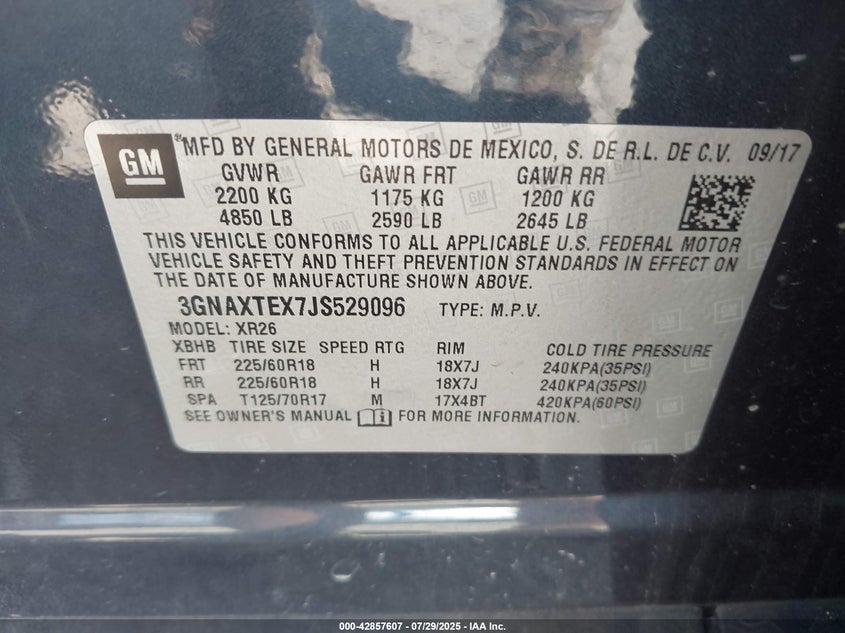 GM
MFD BY GENERAL MOTORS DE MEXICO, S. DE R.L. DE C.V. 09/17
GVWR GAWR FRT GAWR RR
2200 KG 1175 KG 1200 KG
4850 LB 2590 LB 2645 LB
THIS VEHICLE CONFORMS TO ALL APPLICABLE U.S. FEDERAL MOTOR
VEHICLE SAFETY AND THEFT PREVENTION STANDARDS IN EFFECT ON
THE DATE OF MANUFACTURE SHOWN ABOVE.
3GNAXTEX7JS529096 TYPE: M.P.V.
MODEL: XR26
XBHB TIRE SIZE SPEED RTG RIM COLD TIRE PRESSURE
FRT 225/60R18 H 18X7J 240KPA(35PSI)
RR 225/60R18 H 18X7J 240KPA(35PSI)
SPA T125/70R17 M 17X4BT 420KPA(60PSI)
SEE OWNER'S MANUAL FOR MORE INFORMATION.
000-42857607 - 07/29/2025 - IAA Inc.